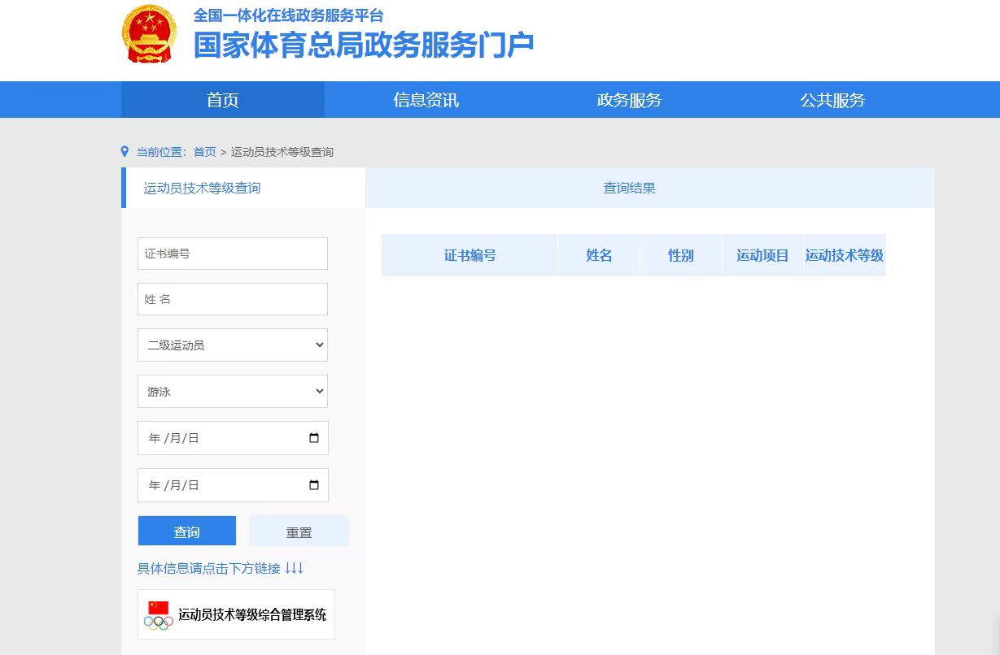 全国一体化在线政务服务平台
国家体育总局政务服务门户
首页 信息资讯 政务服务 公共服务
当前位置：首页 > 运动员技术等级查询
运动员技术等级查询 查询结果
证书编号
证书编号 姓名 性别 运动项目 运动技术等级
姓 名
二级运动员
游泳
年 /月/日
年 /月/日
查询 重置
具体信息请点击下方链接 ↓↓↓
运动员技术等级综合管理系统